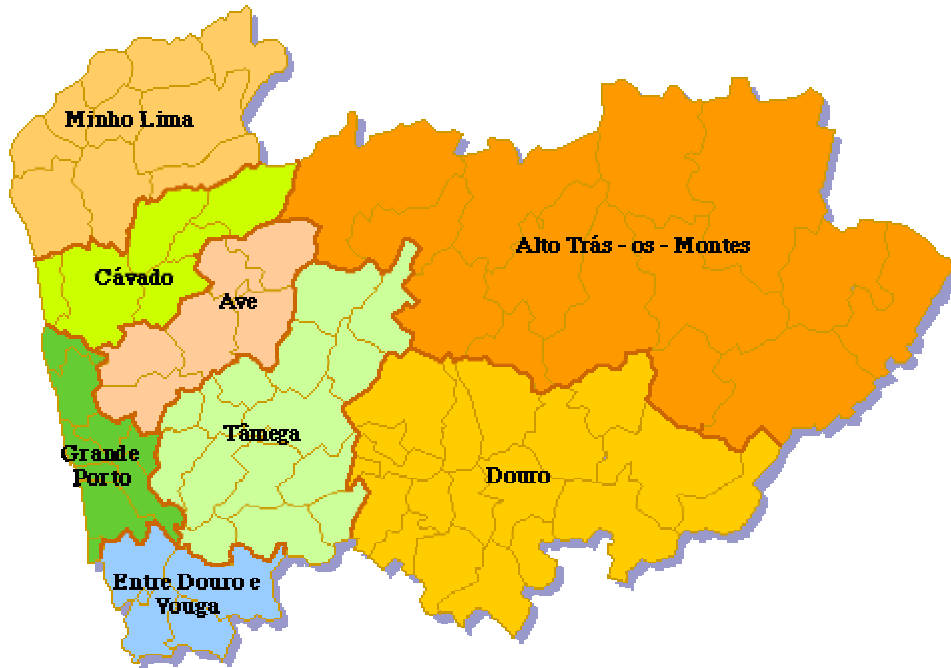 Minho Lima
Alto Trás - os - Montes
Cávado
Ave
Tâmega
Grande
Porto
Douro
Entre Douro e
Vouga